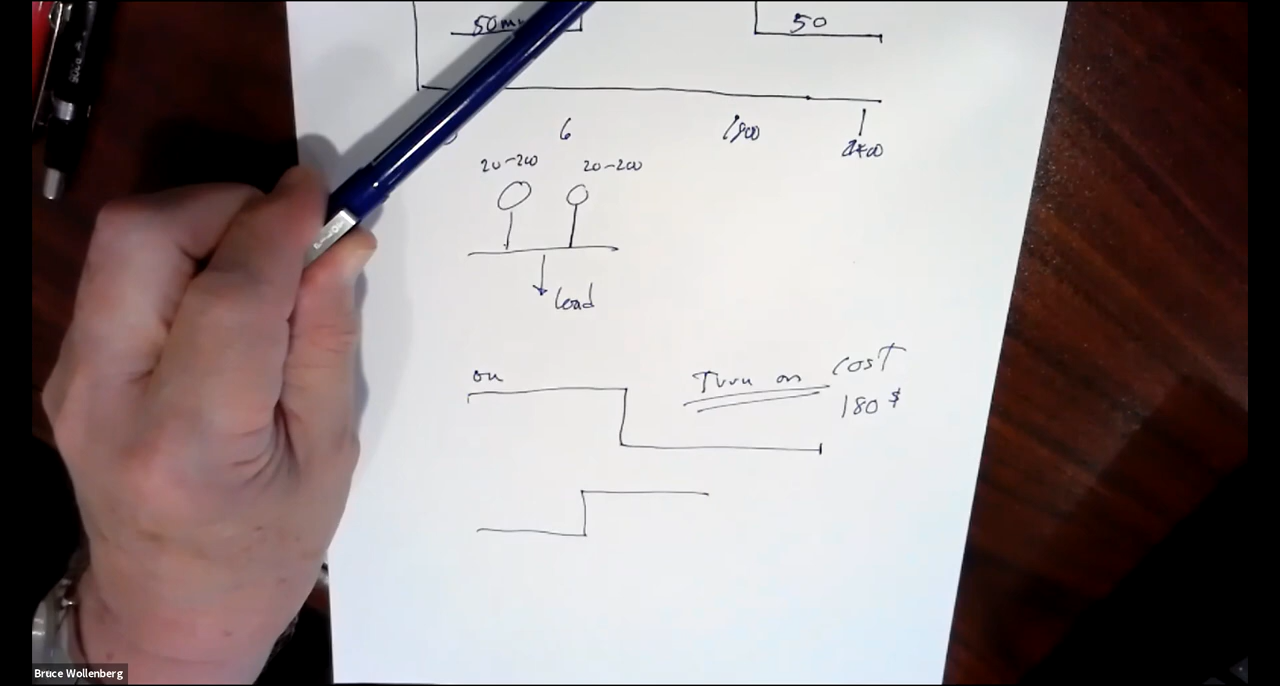 50
6
1800
2400
20-200
20-200
load
on
Turn on cost
180 $
Bruce Wollenberg